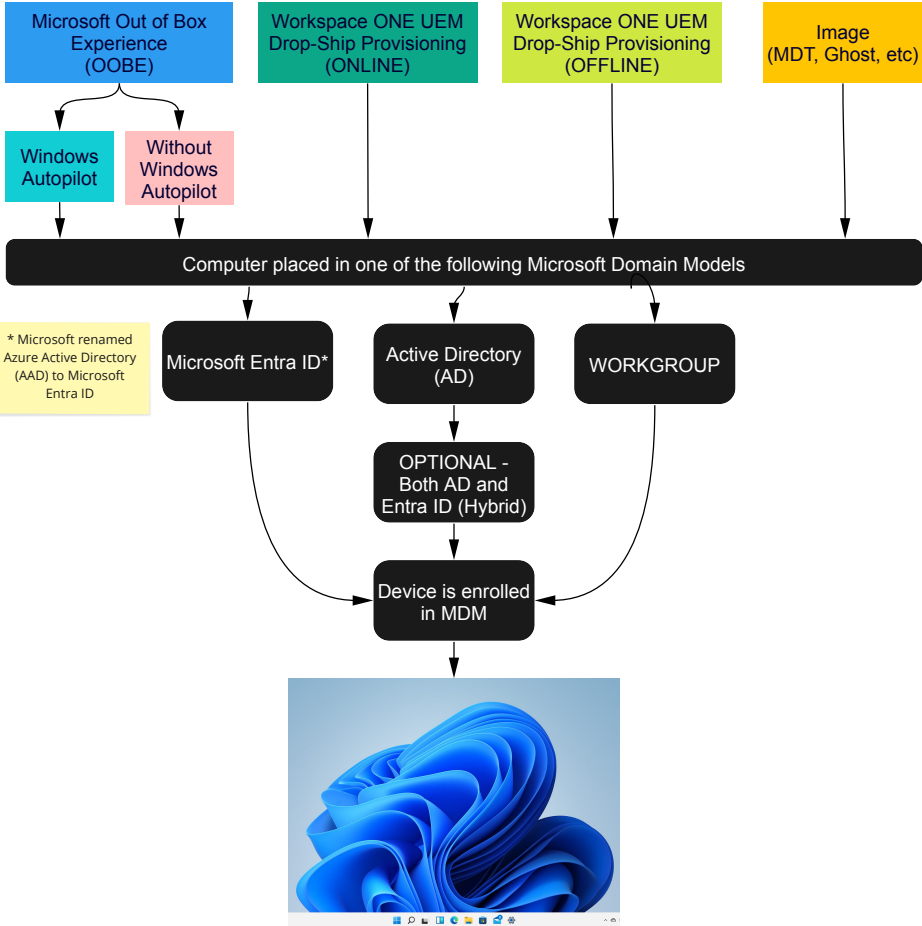 Microsoft Out of Box
Experience
(OOBE)
Workspace ONE UEM
Drop-Ship Provisioning
(ONLINE)
Workspace ONE UEM
Drop-Ship Provisioning
(OFFLINE)
Image
(MDT, Ghost, etc)
Windows
Autopilot
Without
Windows
Autopilot
Computer placed in one of the following Microsoft Domain Models
* Microsoft renamed
Azure Active Directory
(AAD) to Microsoft
Entra ID
Microsoft Entra ID*
Active Directory
(AD)
WORKGROUP
OPTIONAL -
Both AD and
Entra ID (Hybrid)
Device is enrolled
in MDM